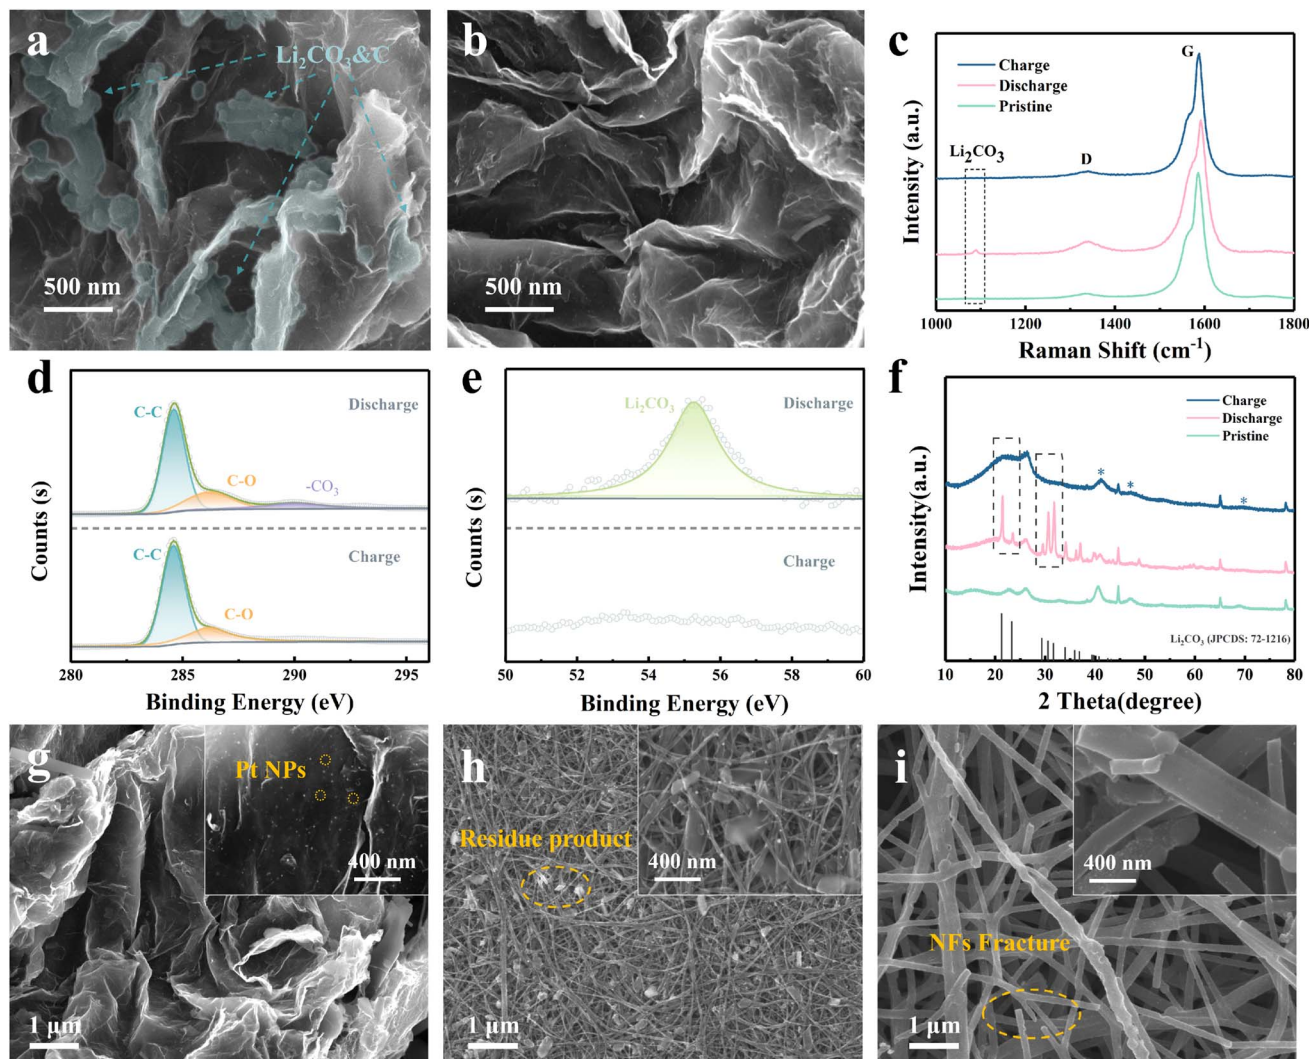 a
Li2CO3&C
500 nm
b
500 nm
c
Charge
Discharge
Pristine
G
Li2CO3
D
Intensity (a.u.)
1000 1200 1400 1600 1800
Raman Shift (cm-1)
d
C-C
Discharge
C-O
-CO3
C-C
Charge
C-O
Counts (s)
280 285 290 295
Binding Energy (eV)
e
Li2CO3
Discharge
Charge
Counts (s)
50 52 54 56 58 60
Binding Energy (eV)
f
Charge
Discharge
Pristine
* * *
Li2CO3 (JPCDS: 72-1216)
Intensity(a.u.)
10 20 30 40 50 60 70 80
2 Theta(degree)
g
Pt NPs
400 nm
1 μm
h
Residue product
400 nm
1 μm
i
400 nm
NFs Fracture
1 μm